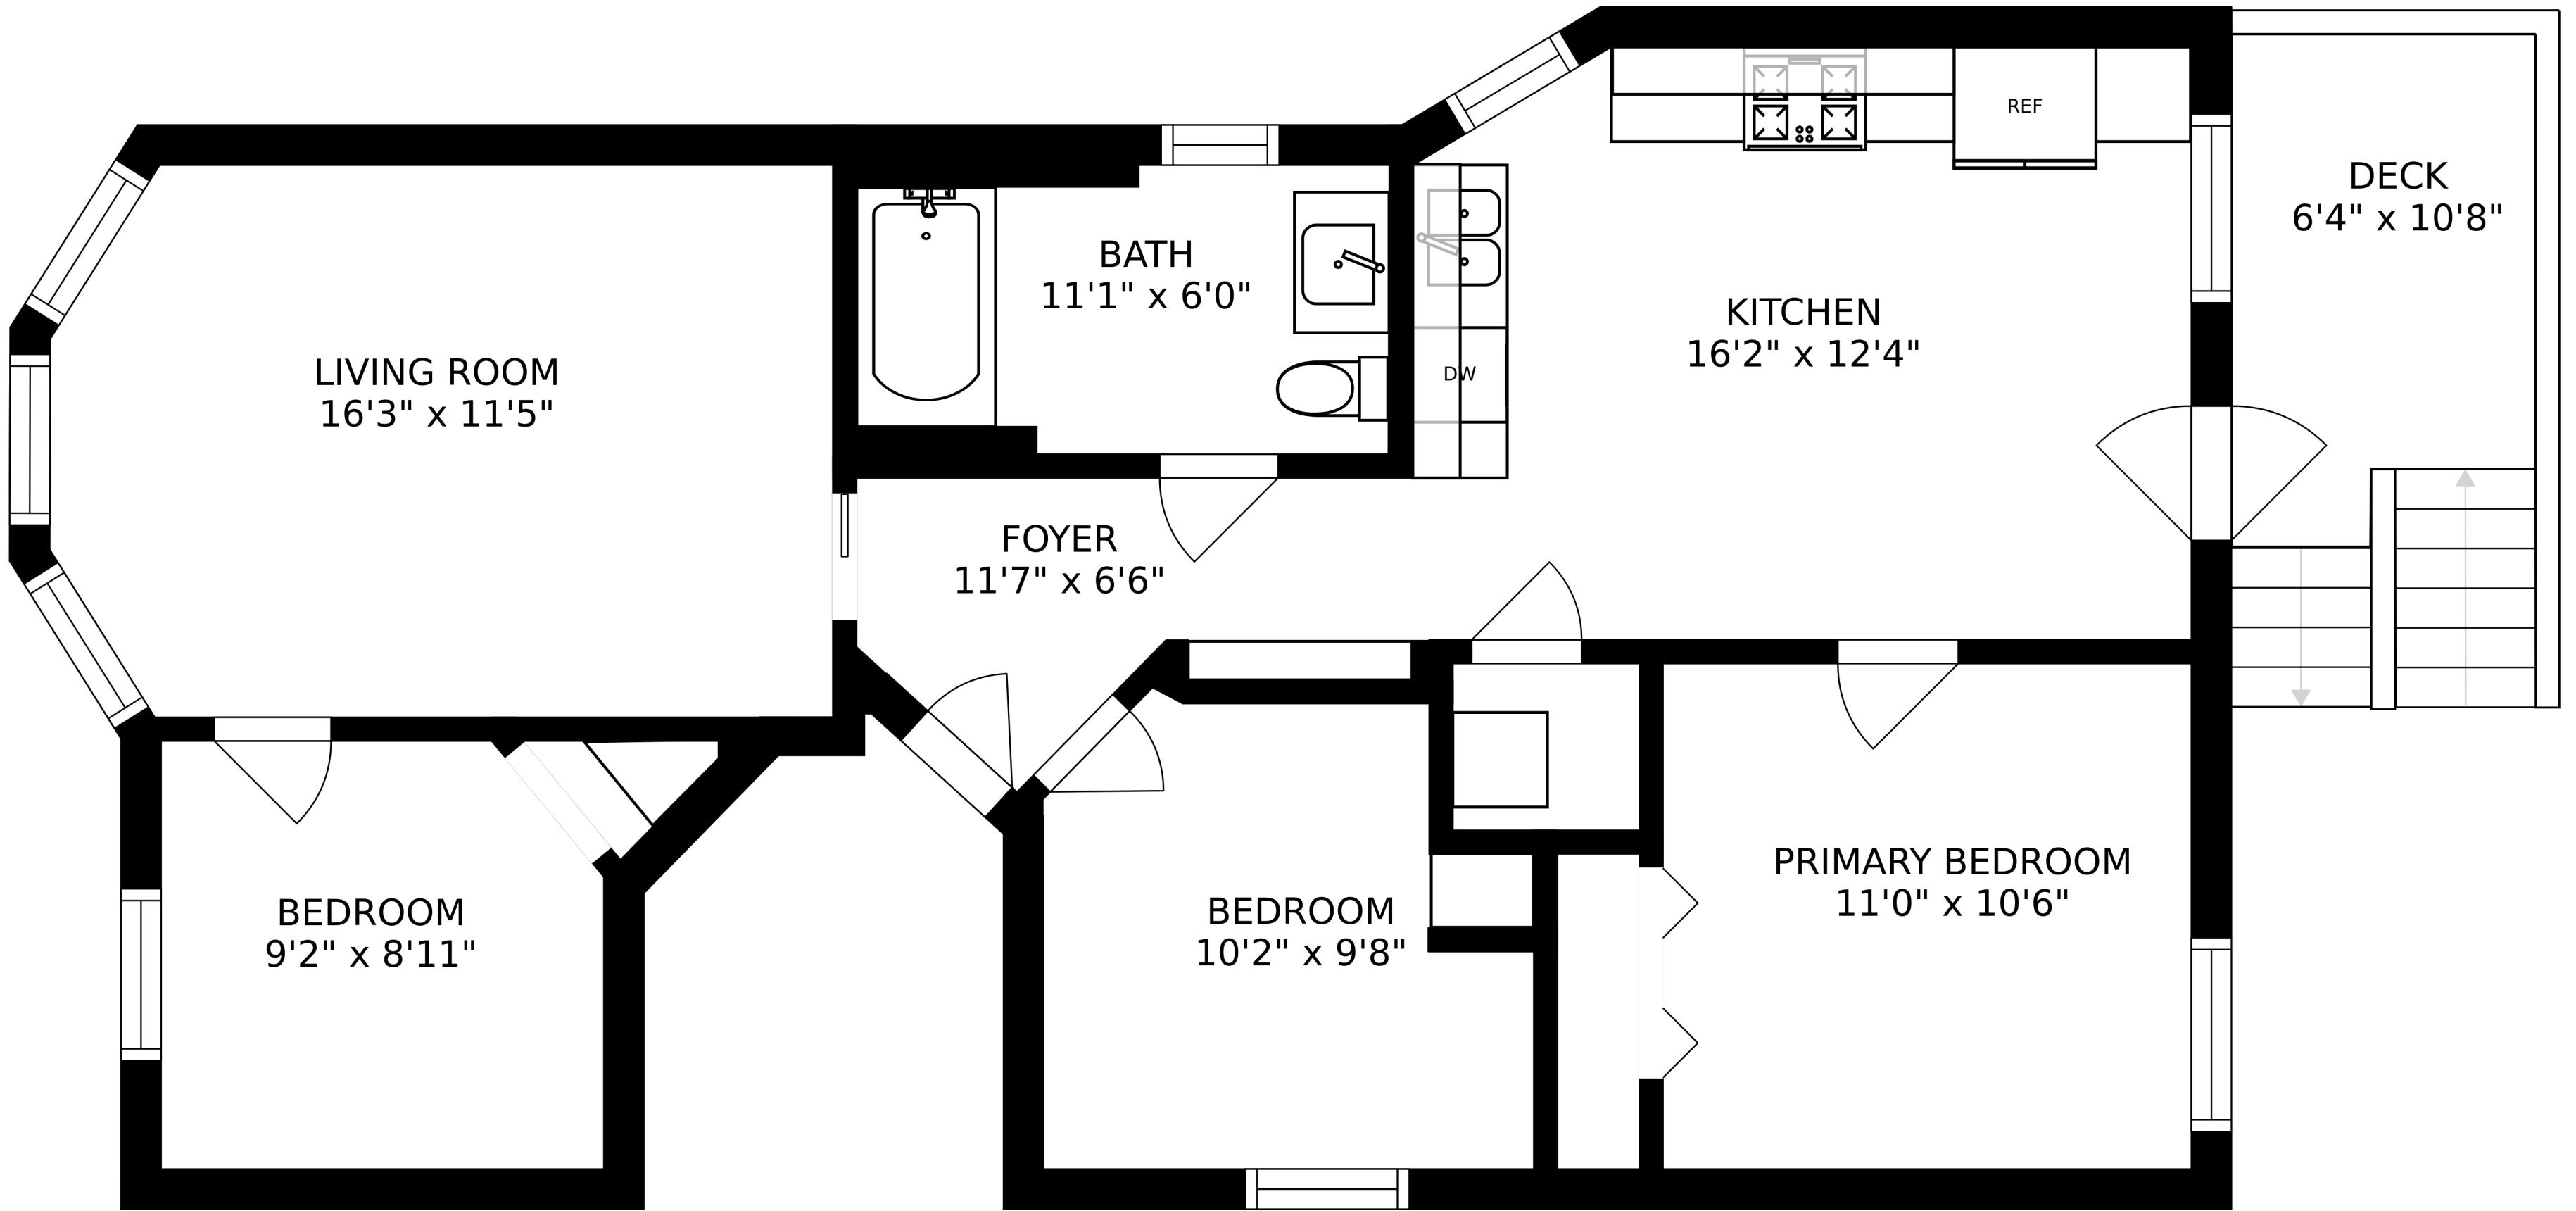 REF
DECK
6'4" x 10'8"
BATH
11'1" x 6'0"
KITCHEN
16'2" x 12'4"
LIVING ROOM
16'3" x 11'5"
DW
FOYER
11'7" x 6'6"
PRIMARY BEDROOM
11'0" x 10'6"
BEDROOM
9'2" x 8'11"
BEDROOM
10'2" x 9'8"